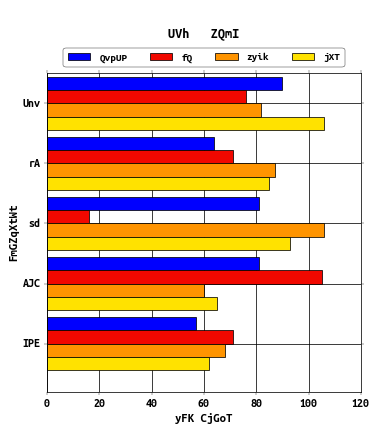 UVh   ZQmI
QvpUP fQ zyik jXT
Unv
rA
sd
AJC
IPE
FmGZqXtWt
0 20 40 60 80 100 120
yFK CjGoT